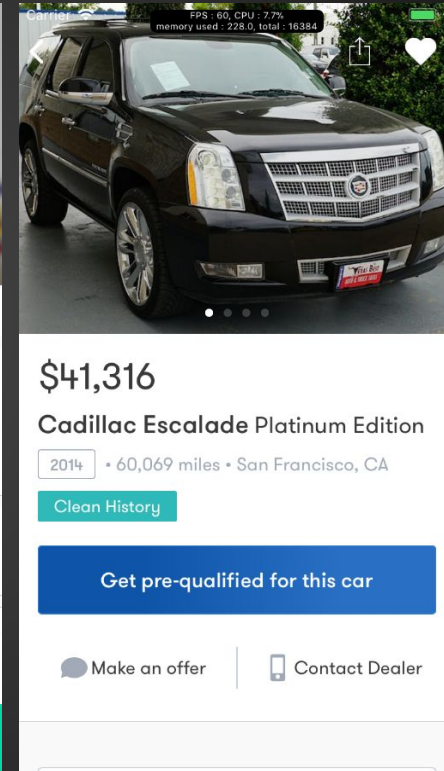 Carrier
FPS : 60, CPU : 7.7%
memory used : 228.0, total : 16384
$41,316
Cadillac Escalade Platinum Edition
2014 • 60,069 miles • San Francisco, CA
Clean History
Get pre-qualified for this car
Make an offer
Contact Dealer